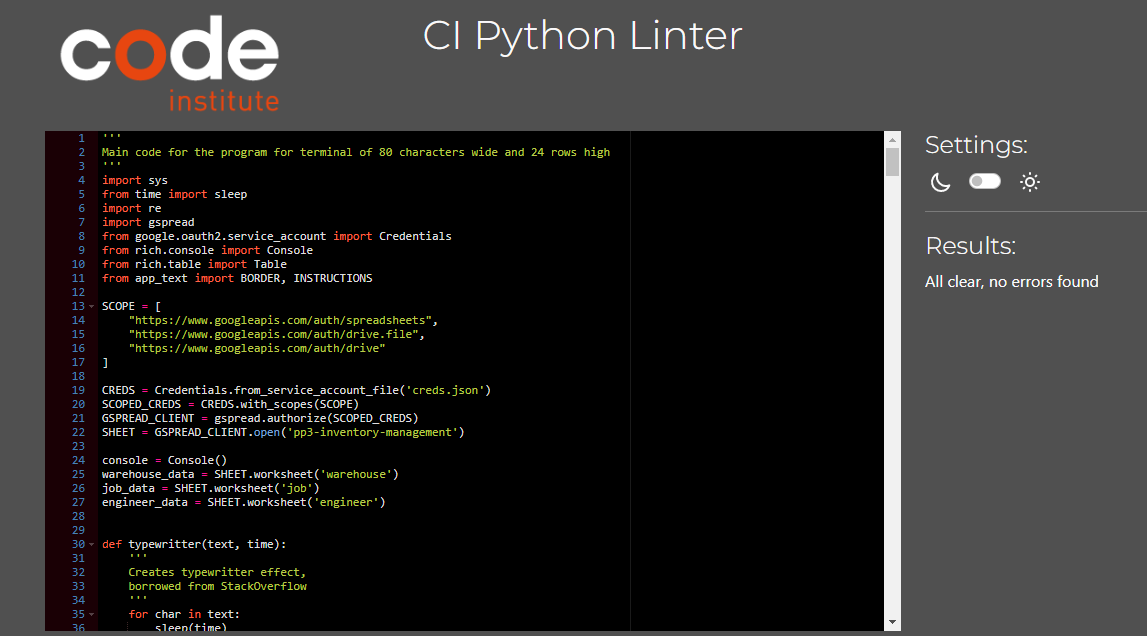 code
institute
CI Python Linter
1 '''
2 Main code for the program for terminal of 80 characters wide and 24 rows high
3 '''
4 import sys
5 from time import sleep
6 import re
7 import gspread
8 from google.oauth2.service_account import Credentials
9 from rich.console import Console
10 from rich.table import Table
11 from app_text import BORDER, INSTRUCTIONS
12
13 SCOPE = [
14     "https://www.googleapis.com/auth/spreadsheets",
15     "https://www.googleapis.com/auth/drive.file",
16     "https://www.googleapis.com/auth/drive"
17 ]
18
19 CREDS = Credentials.from_service_account_file('creds.json')
20 SCOPED_CREDS = CREDS.with_scopes(SCOPE)
21 GSPREAD_CLIENT = gspread.authorize(SCOPED_CREDS)
22 SHEET = GSPREAD_CLIENT.open('pp3-inventory-management')
23
24 console = Console()
25 warehouse_data = SHEET.worksheet('warehouse')
26 job_data = SHEET.worksheet('job')
27 engineer_data = SHEET.worksheet('engineer')
28
29
30 def typewritter(text, time):
31     '''
32     Creates typewritter effect,
33     borrowed from StackOverflow
34     '''
35     for char in text:
36         sleep(time)
Settings:
Results:
All clear, no errors found